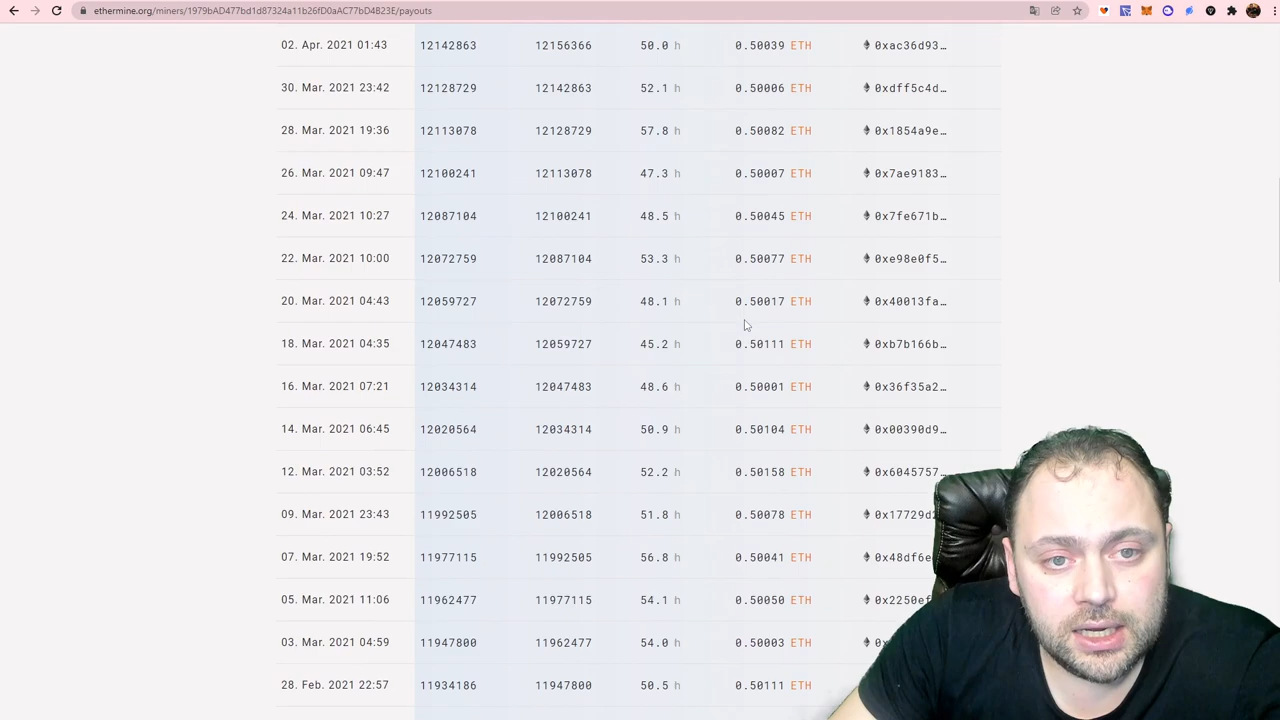 ethermine.org/miners/1979bAD477bd1d87324a11b26fD0aAC77bD4B23E/payouts
02. Apr. 2021 01:43 12142863 12156366 50.0 h 0.50039 ETH 0xac36d93…
30. Mar. 2021 23:42 12128729 12142863 52.1 h 0.50006 ETH 0xdff5c4d…
28. Mar. 2021 19:36 12113078 12128729 57.8 h 0.50082 ETH 0x1854a9e…
26. Mar. 2021 09:47 12100241 12113078 47.3 h 0.50007 ETH 0x7ae9183…
24. Mar. 2021 10:27 12087104 12100241 48.5 h 0.50045 ETH 0x7fe671b…
22. Mar. 2021 10:00 12072759 12087104 53.3 h 0.50077 ETH 0xe98e0f5…
20. Mar. 2021 04:43 12059727 12072759 48.1 h 0.50017 ETH 0x40013fa…
18. Mar. 2021 04:35 12047483 12059727 45.2 h 0.50111 ETH 0xb7b166b…
16. Mar. 2021 07:21 12034314 12047483 48.6 h 0.50001 ETH 0x36f35a2…
14. Mar. 2021 06:45 12020564 12034314 50.9 h 0.50104 ETH 0x00390d9…
12. Mar. 2021 03:52 12006518 12020564 52.2 h 0.50158 ETH 0x6045757…
09. Mar. 2021 23:43 11992505 12006518 51.8 h 0.50078 ETH 0x17729d2
07. Mar. 2021 19:52 11977115 11992505 56.8 h 0.50041 ETH 0x48df6e
05. Mar. 2021 11:06 11962477 11977115 54.1 h 0.50050 ETH 0x2250ef
03. Mar. 2021 04:59 11947800 11962477 54.0 h 0.50003 ETH
28. Feb. 2021 22:57 11934186 11947800 50.5 h 0.50111 ETH